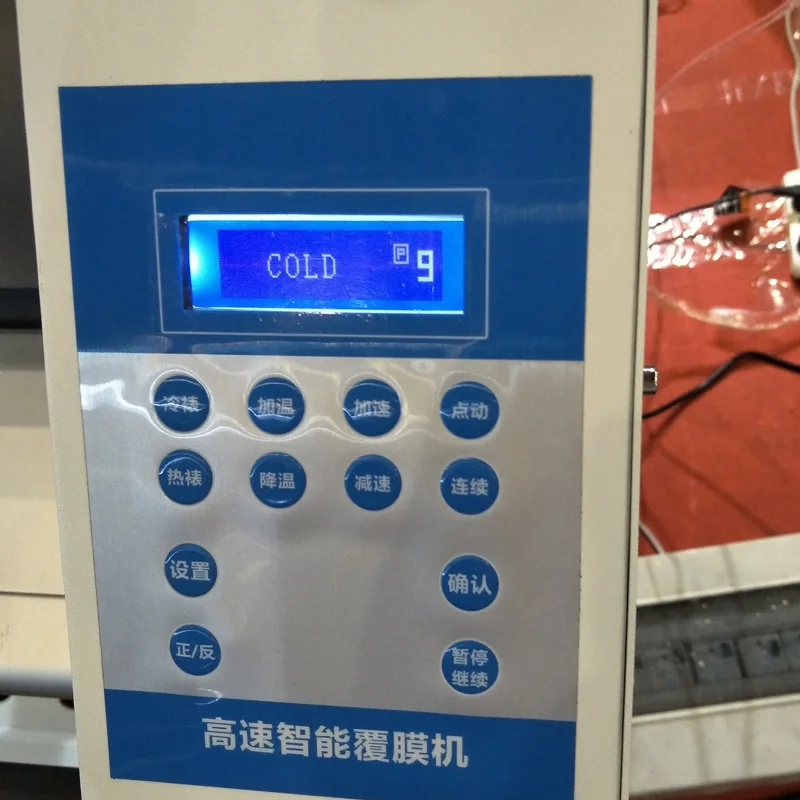 COLD P 9
冷裱 加温 加速 点动
热裱 降温 减速 连续
设置 确认
正/反 暂停
继续
高速智能覆膜机